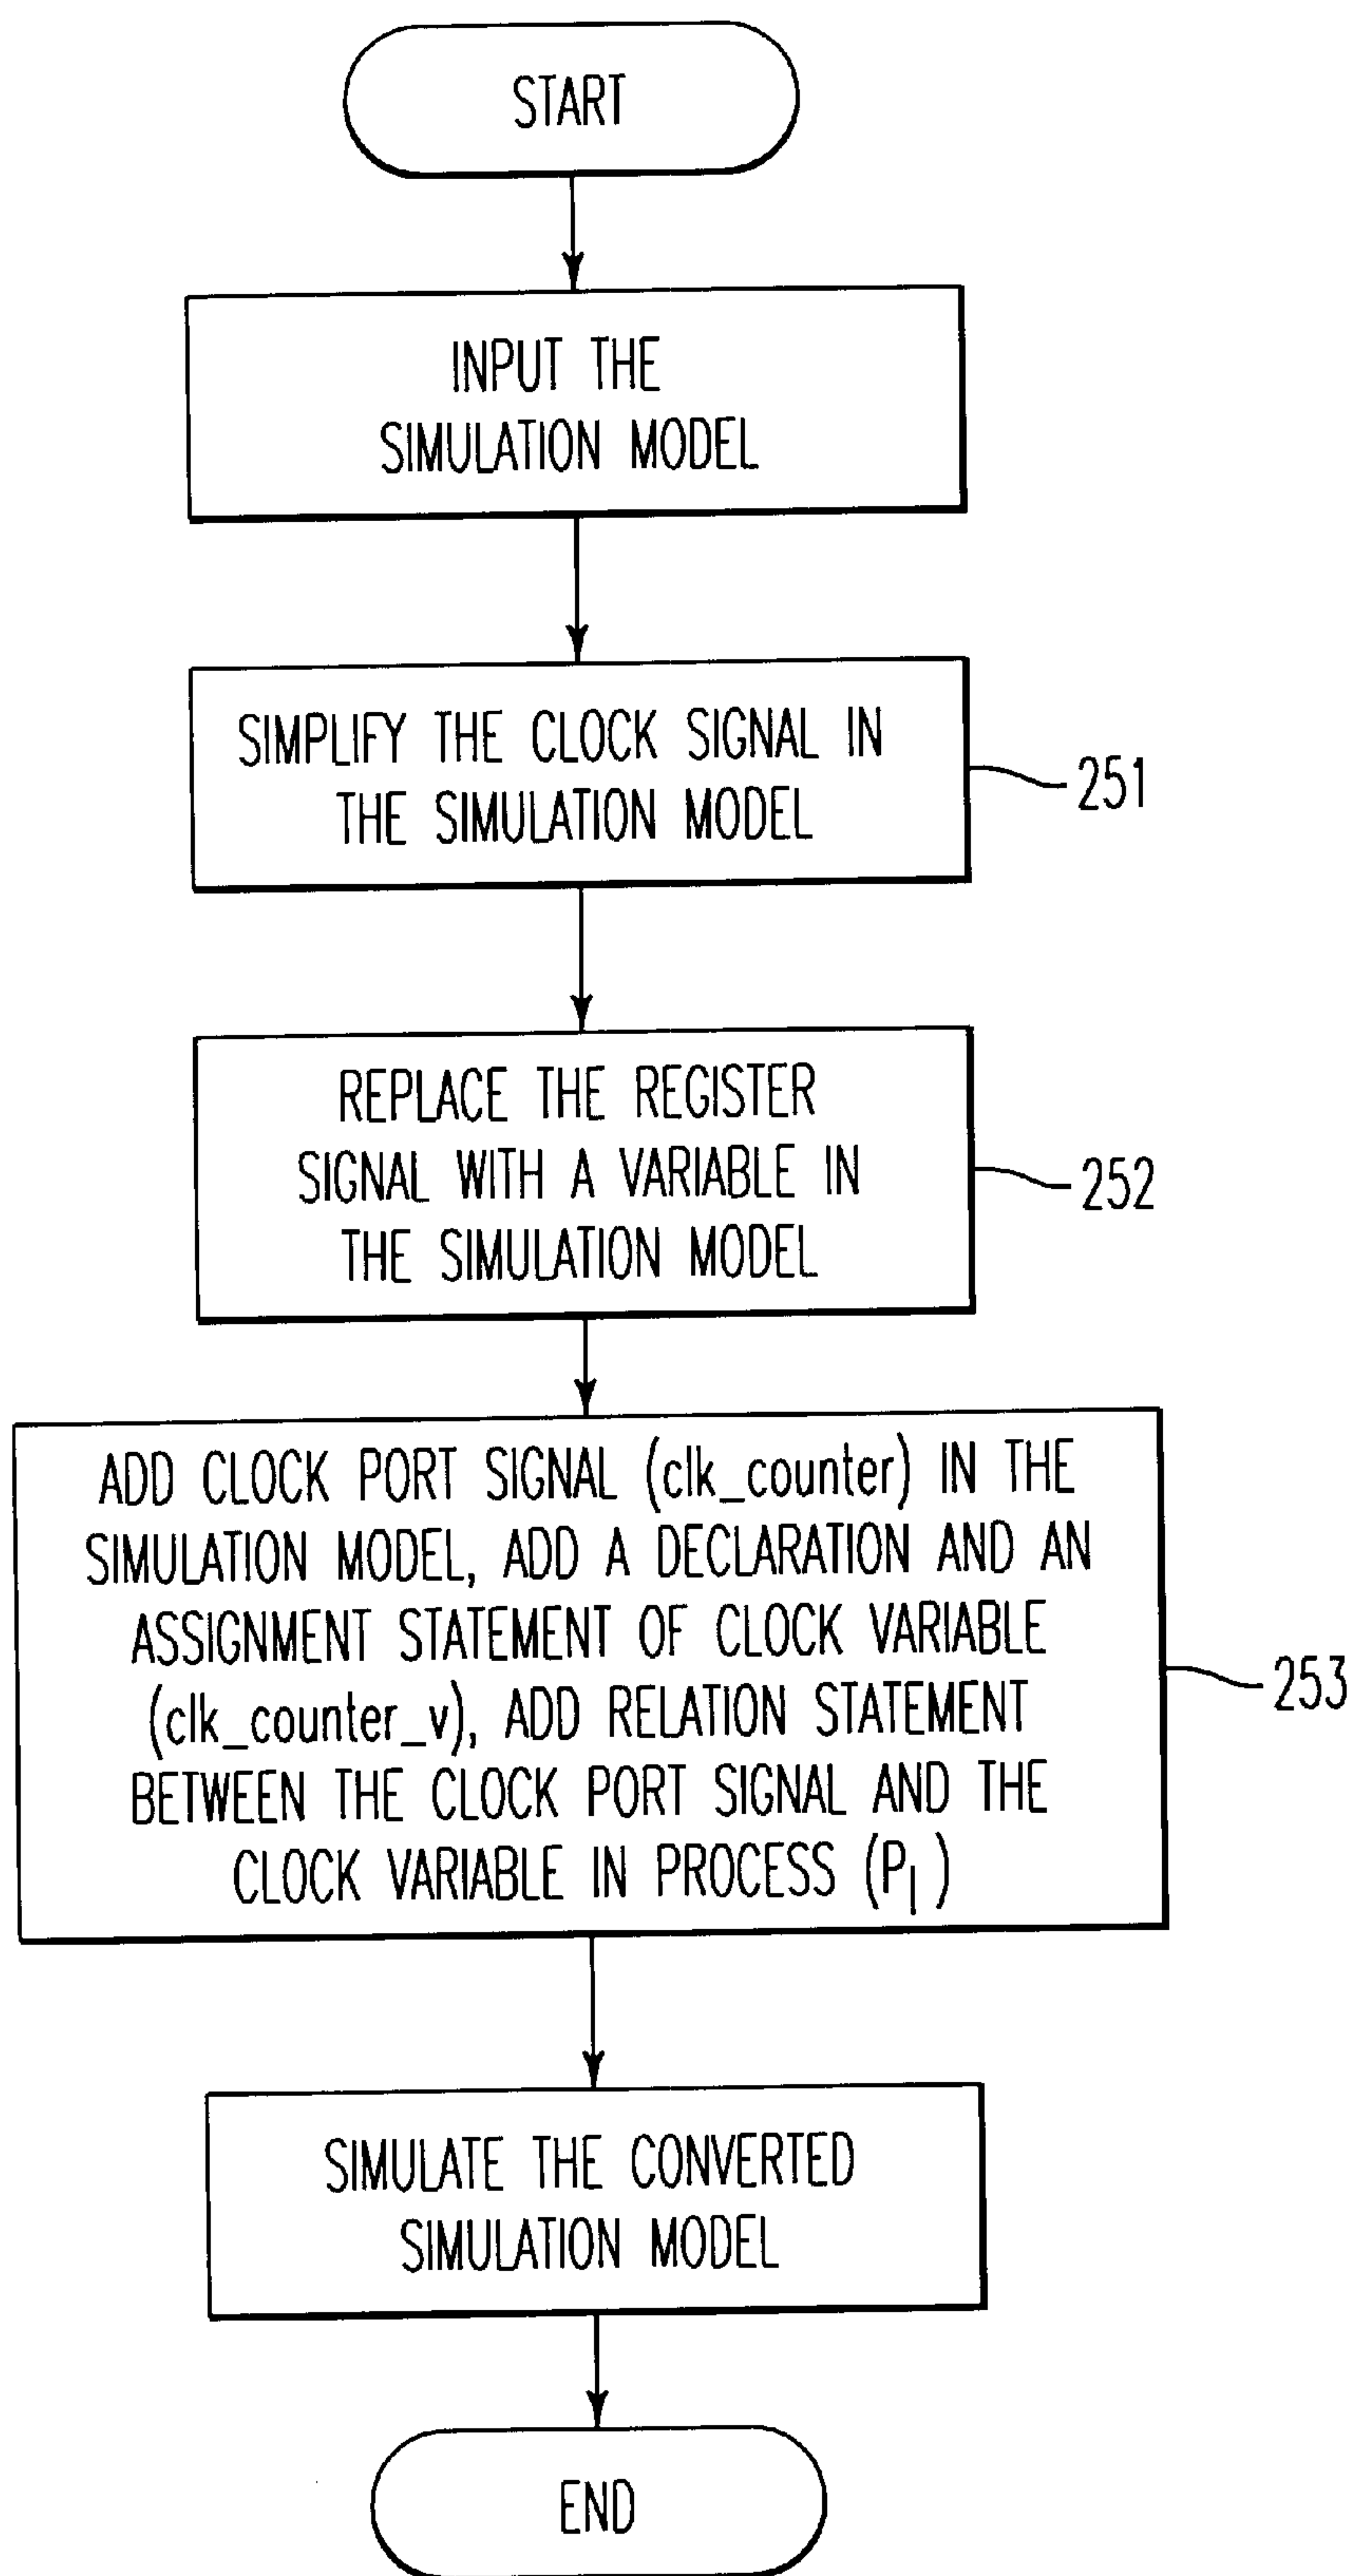 START
INPUT THE
SIMULATION MODEL
SIMPLIFY THE CLOCK SIGNAL IN
THE SIMULATION MODEL
251
REPLACE THE REGISTER
SIGNAL WITH A VARIABLE IN
THE SIMULATION MODEL
252
ADD CLOCK PORT SIGNAL (clk_counter) IN THE
SIMULATION MODEL, ADD A DECLARATION AND AN
ASSIGNMENT STATEMENT OF CLOCK VARIABLE
(clk_counter_v), ADD RELATION STATEMENT
BETWEEN THE CLOCK PORT SIGNAL AND THE
CLOCK VARIABLE IN PROCESS (P|)
253
SIMULATE THE CONVERTED
SIMULATION MODEL
END